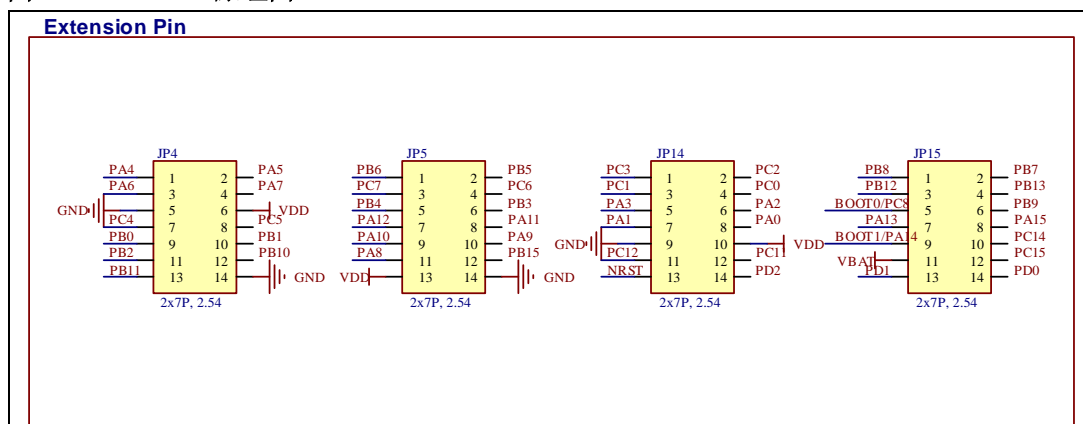 Extension Pin
JP4 JP5 JP14 JP15
PA4 1 2 PA5 PB6 1 2 PB5 PC3 1 2 PC2 PB8 1 2 PB7
PA6 3 4 PA7 PC7 3 4 PC6 PC1 3 4 PC0 PB12 3 4 PB13
GND 5 6 VDD PB4 5 6 PB3 PA3 5 6 PA2 BOOT0/PC8 5 6 PB9
PC4 7 8 PC5 PA12 7 8 PA11 PA1 7 8 PA0 PA13 7 8 PA15
PB0 9 10 PB1 PA10 9 10 PA9 GND 9 10 VDD BOOT1/PA14 9 10 PC14
PB2 11 12 PB10 PA8 11 12 PB15 PC12 11 12 PC11 VBAT 11 12 PC15
PB11 13 14 GND VDD 13 14 GND NRST 13 14 PD2 PD1 13 14 PD0
2x7P, 2.54 2x7P, 2.54 2x7P, 2.54 2x7P, 2.54